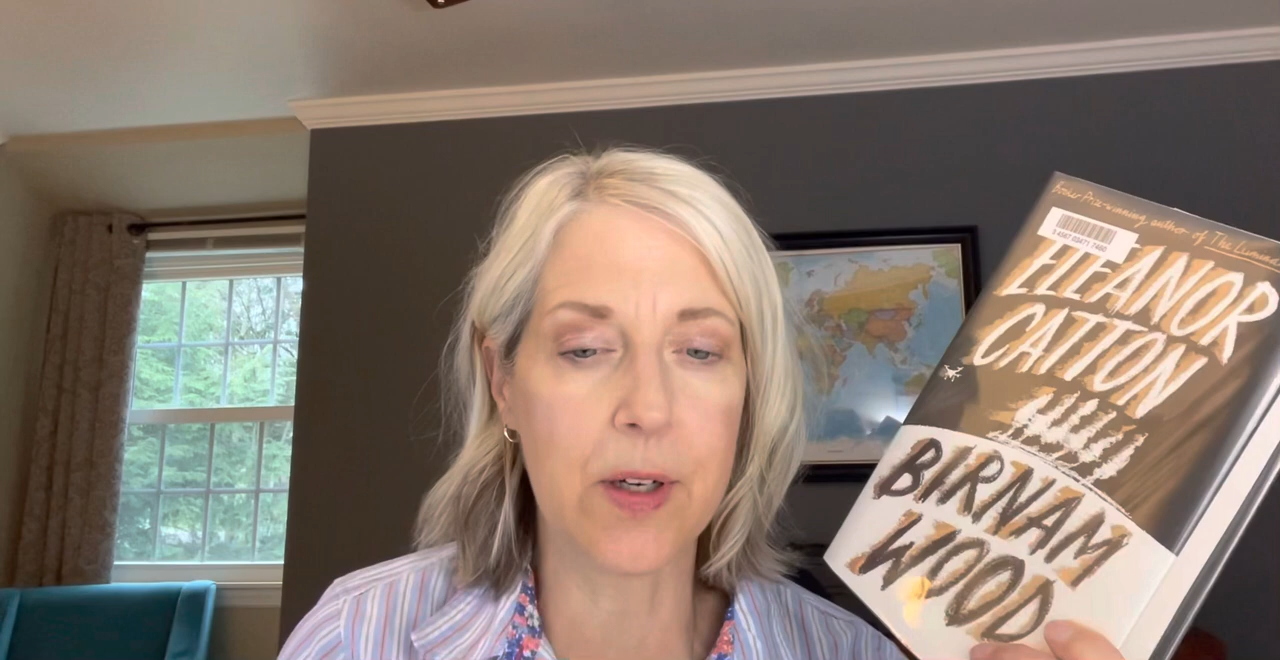 Booker Prize-winning author of The Lumina
ELEANOR
CATTON
BIRNAM
WOOD